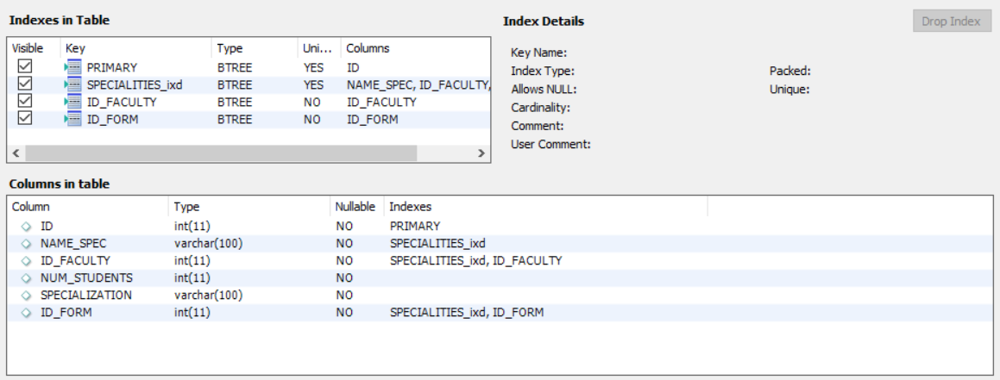 Indexes in Table
Visible Key Type Uni... Columns
PRIMARY BTREE YES ID
SPECIALITIES_ixd BTREE YES NAME_SPEC, ID_FACULTY,
ID_FACULTY BTREE NO ID_FACULTY
ID_FORM BTREE NO ID_FORM
Index Details
Drop Index
Key Name:
Index Type: Packed:
Allows NULL: Unique:
Cardinality:
Comment:
User Comment:
Columns in table
Column Type Nullable Indexes
ID int(11) NO PRIMARY
NAME_SPEC varchar(100) NO SPECIALITIES_ixd
ID_FACULTY int(11) NO SPECIALITIES_ixd, ID_FACULTY
NUM_STUDENTS int(11) NO
SPECIALIZATION varchar(100) NO
ID_FORM int(11) NO SPECIALITIES_ixd, ID_FORM